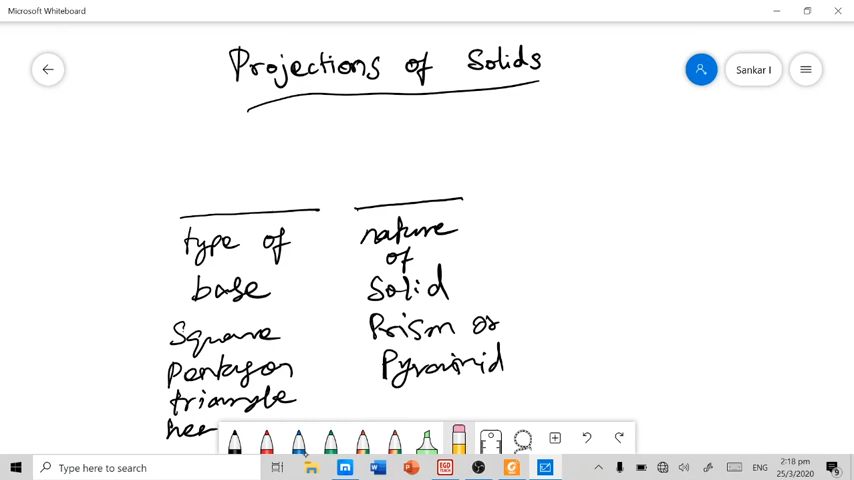 Microsoft Whiteboard
Projections of Solids
Sankar I
type of
base
Square
Pentagon
triangle
nature
of
Solid
Prism or
Pyramid
Type here to search
ENG
2:18 pm
25/3/2020